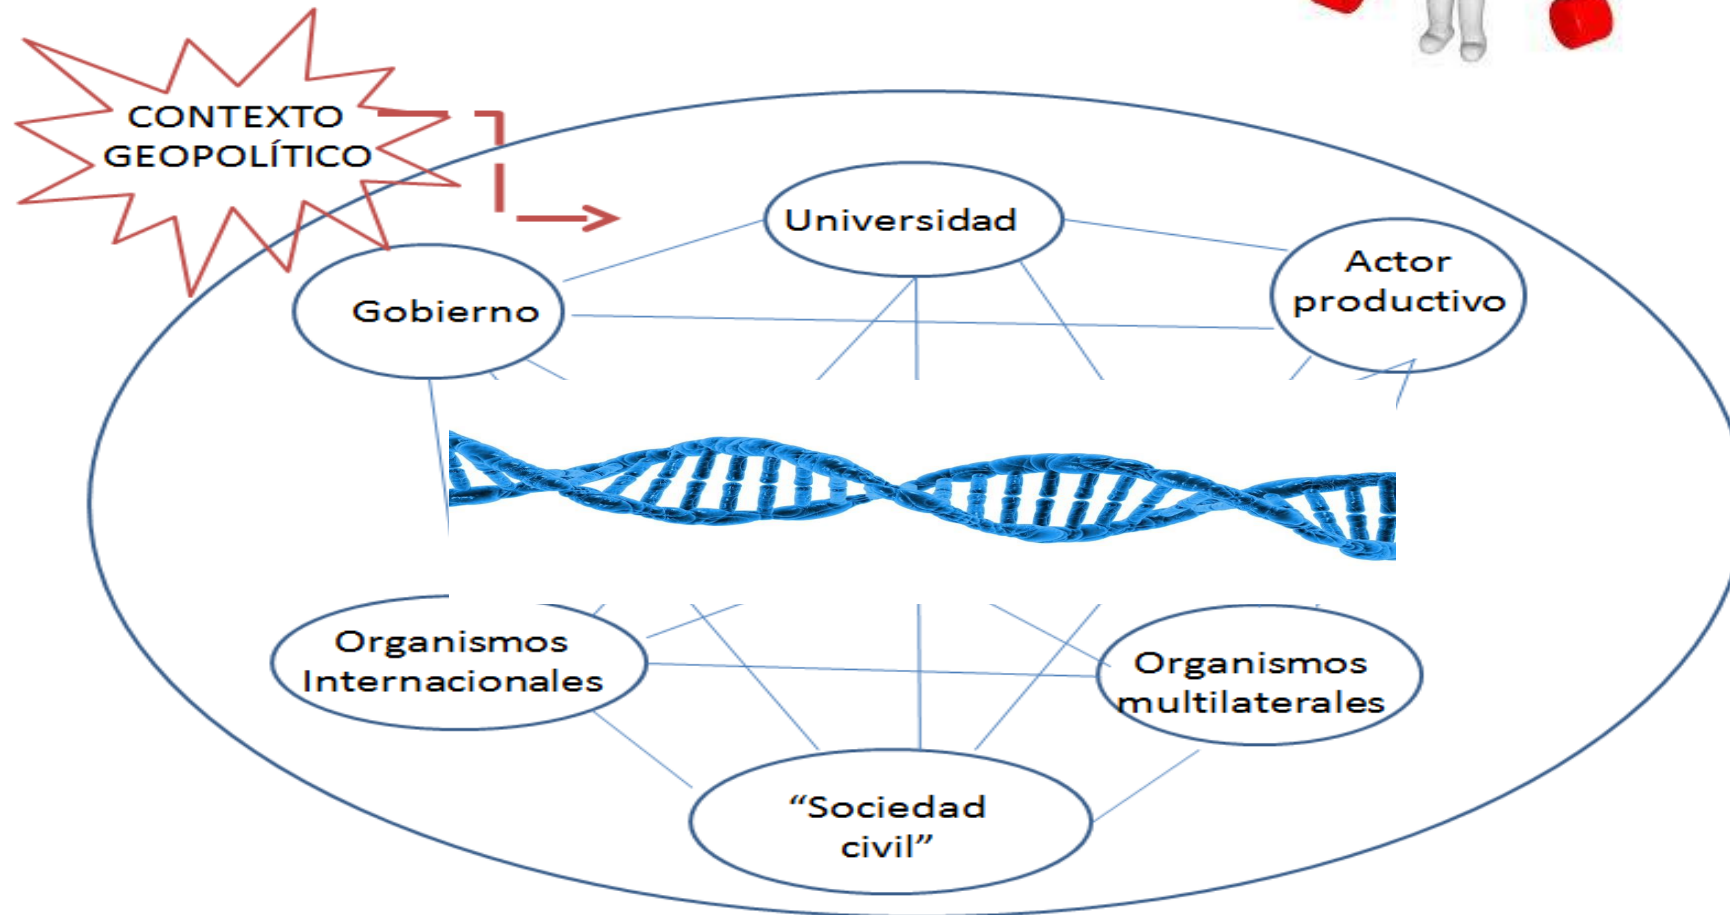 CONTEXTO
GEOPOLÍTICO
Universidad
Actor
productivo
Gobierno
Organismos
Internacionales
Organismos
multilaterales
“Sociedad
civil”